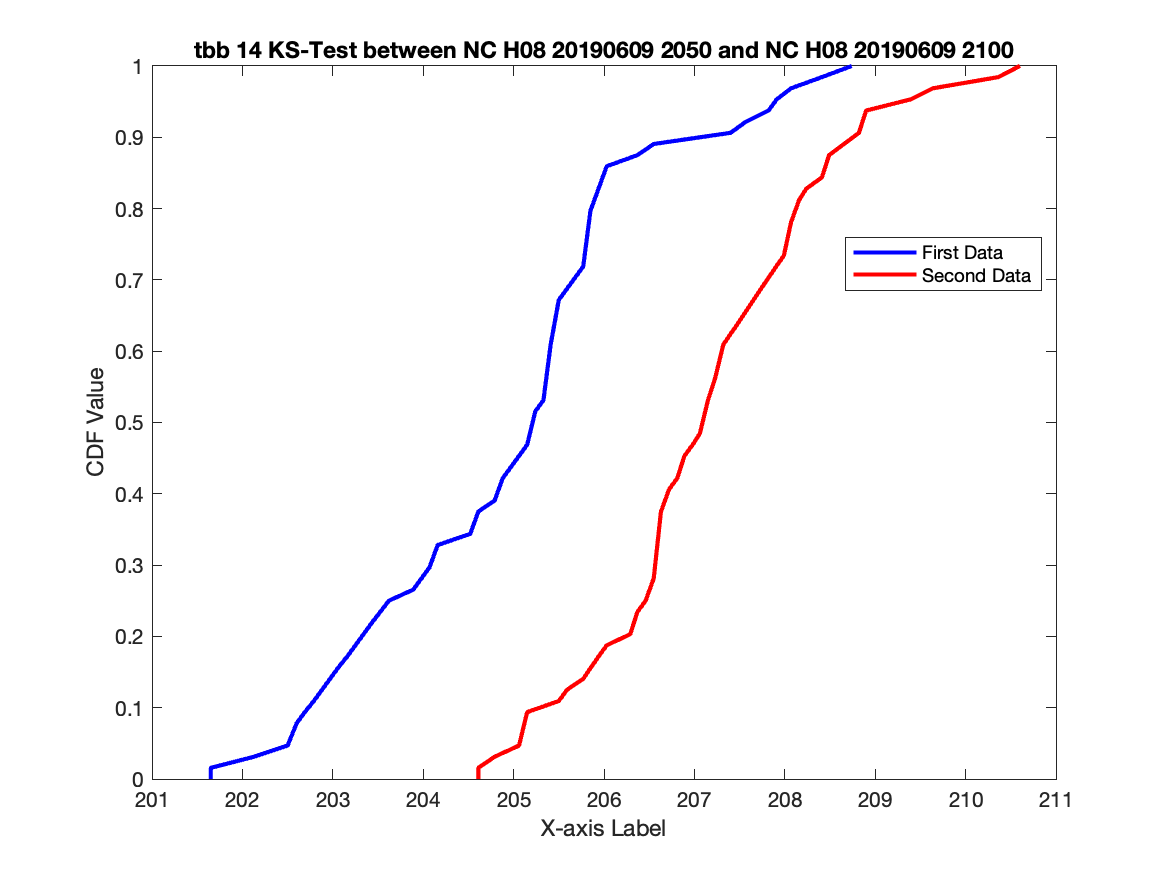 tbb 14 KS-Test between NC H08 20190609 2050 and NC H08 20190609 2100
1
0.9
0.8
0.7
0.6
0.5
0.4
0.3
0.2
0.1
0
CDF Value
First Data
Second Data
201 202 203 204 205 206 207 208 209 210 211
X-axis Label